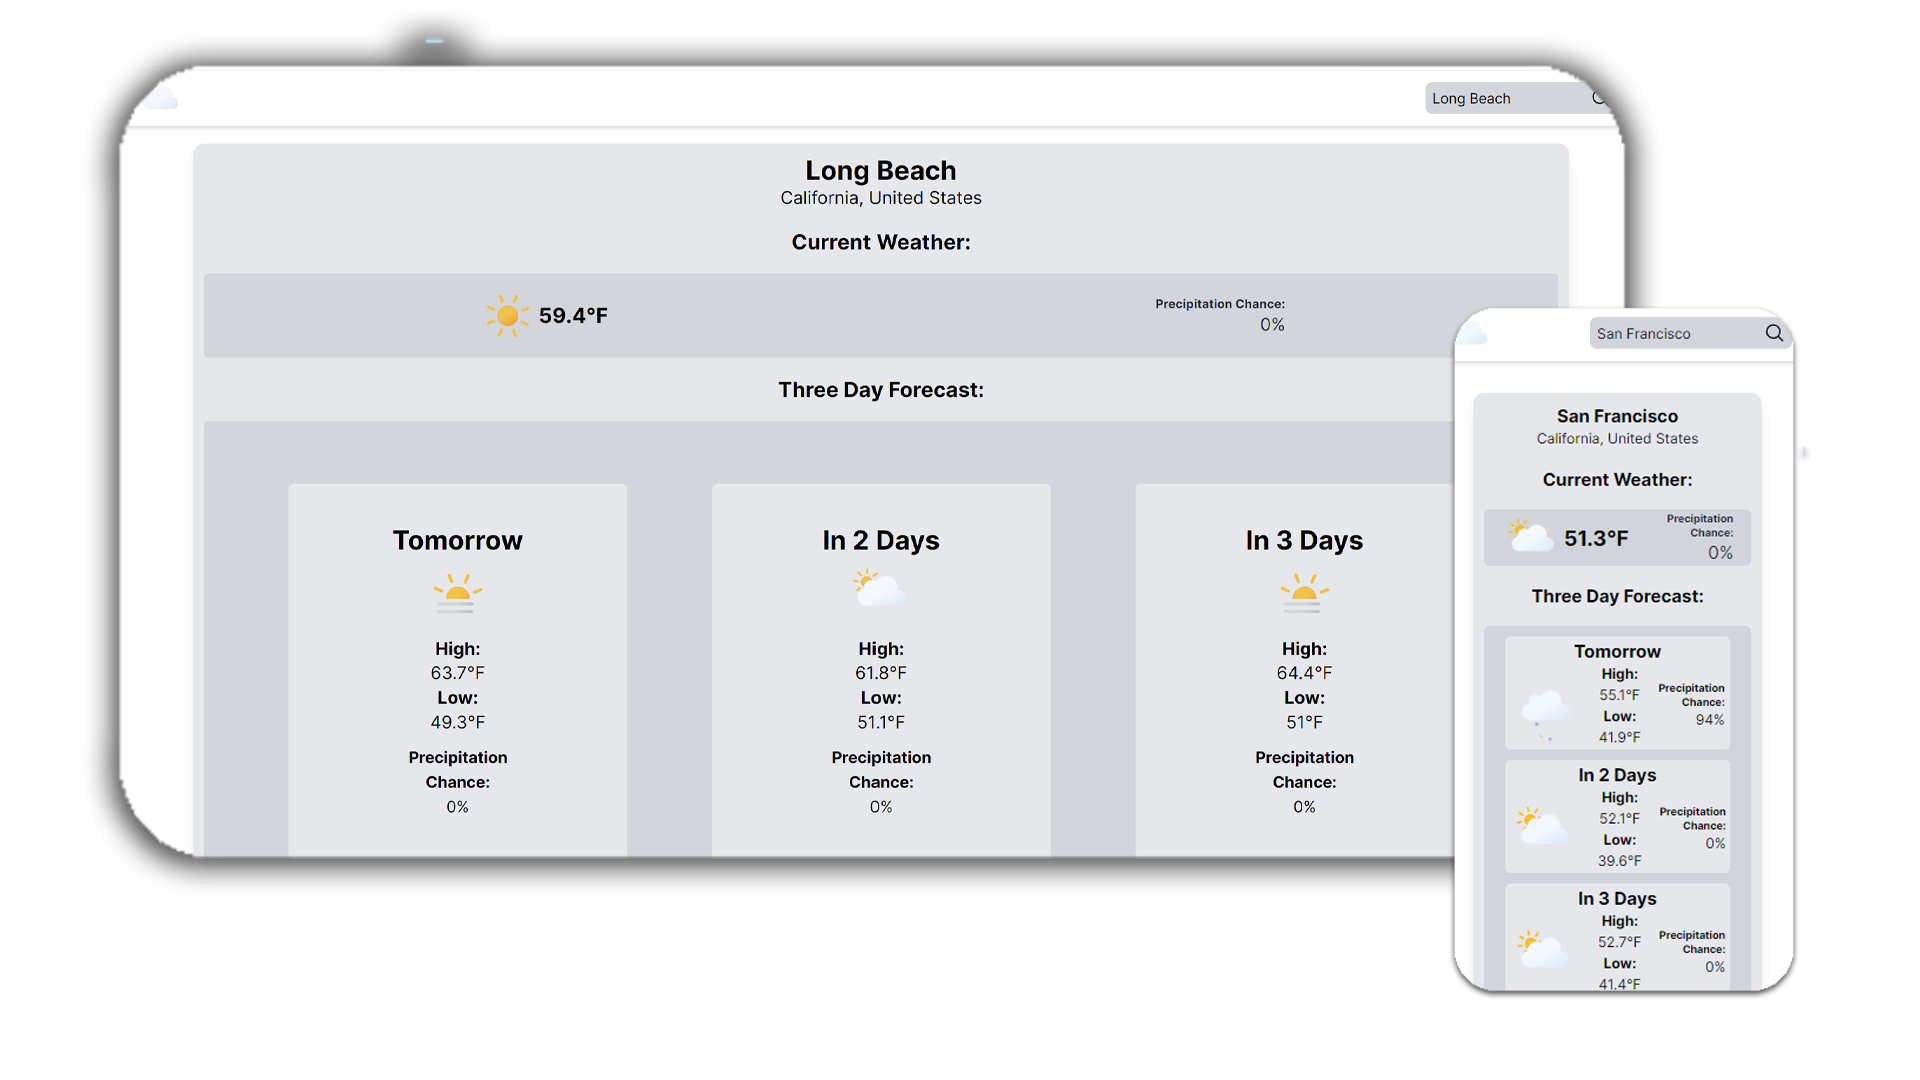 Long Beach
Long Beach
California, United States
Current Weather:
59.4°F
Precipitation Chance:
0%
Three Day Forecast:
Tomorrow
High:
63.7°F
Low:
49.3°F
Precipitation
Chance:
0%
In 2 Days
High:
61.8°F
Low:
51.1°F
Precipitation
Chance:
0%
In 3 Days
High:
64.4°F
Low:
51°F
Precipitation
Chance:
0%
San Francisco
San Francisco
California, United States
Current Weather:
51.3°F
Precipitation
Chance:
0%
Three Day Forecast:
Tomorrow
High:
55.1°F
Low:
41.9°F
Precipitation
Chance:
94%
In 2 Days
High:
52.1°F
Low:
39.6°F
Precipitation
Chance:
0%
In 3 Days
High:
52.7°F
Low:
41.4°F
Precipitation
Chance:
0%